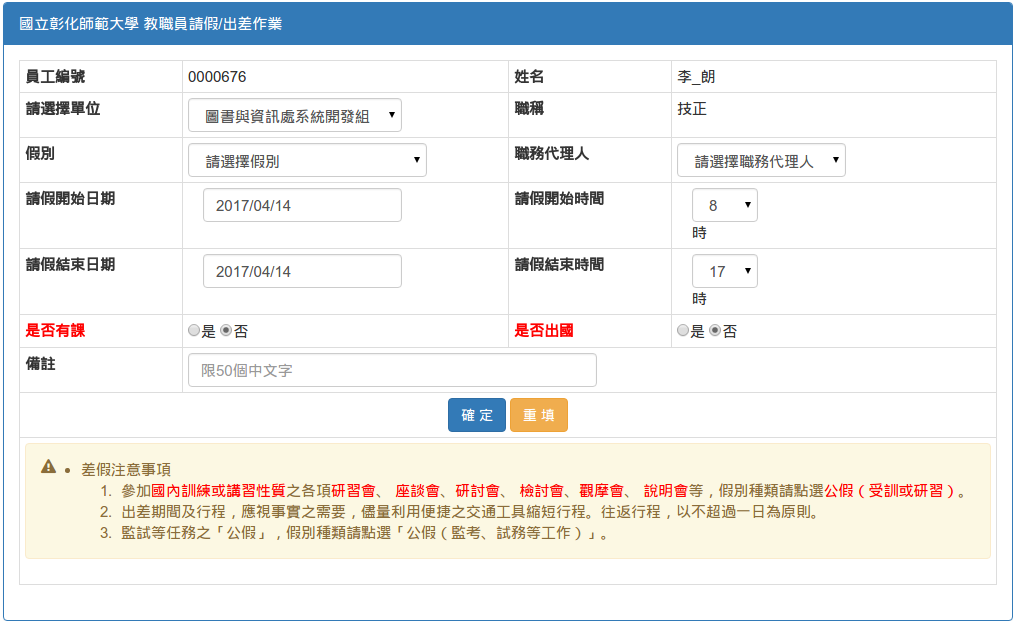 國立彰化師範大學 教職員請假/出差作業
員工編號 0000676 姓名 李_朗
請選擇單位 圖書與資訊處系統開發組 職稱 技正
假別 請選擇假別 職務代理人 請選擇職務代理人
請假開始日期 2017/04/14 請假開始時間 8
時
請假結束日期 2017/04/14 請假結束時間 17
時
是否有課 是 否 是否出國 是 否
備註 限50個中文字
確 定 重 填
• 差假注意事項
1. 參加國內訓練或講習性質之各項研習會、 座談會、研討會、 檢討會、觀摩會、 說明會等，假別種類請點選公假（受訓或研習）。
2. 出差期間及行程，應視事實之需要，儘量利用便捷之交通工具縮短行程。往返行程，以不超過一日為原則。
3. 監試等任務之「公假」，假別種類請點選「公假（監考、試務等工作）」。